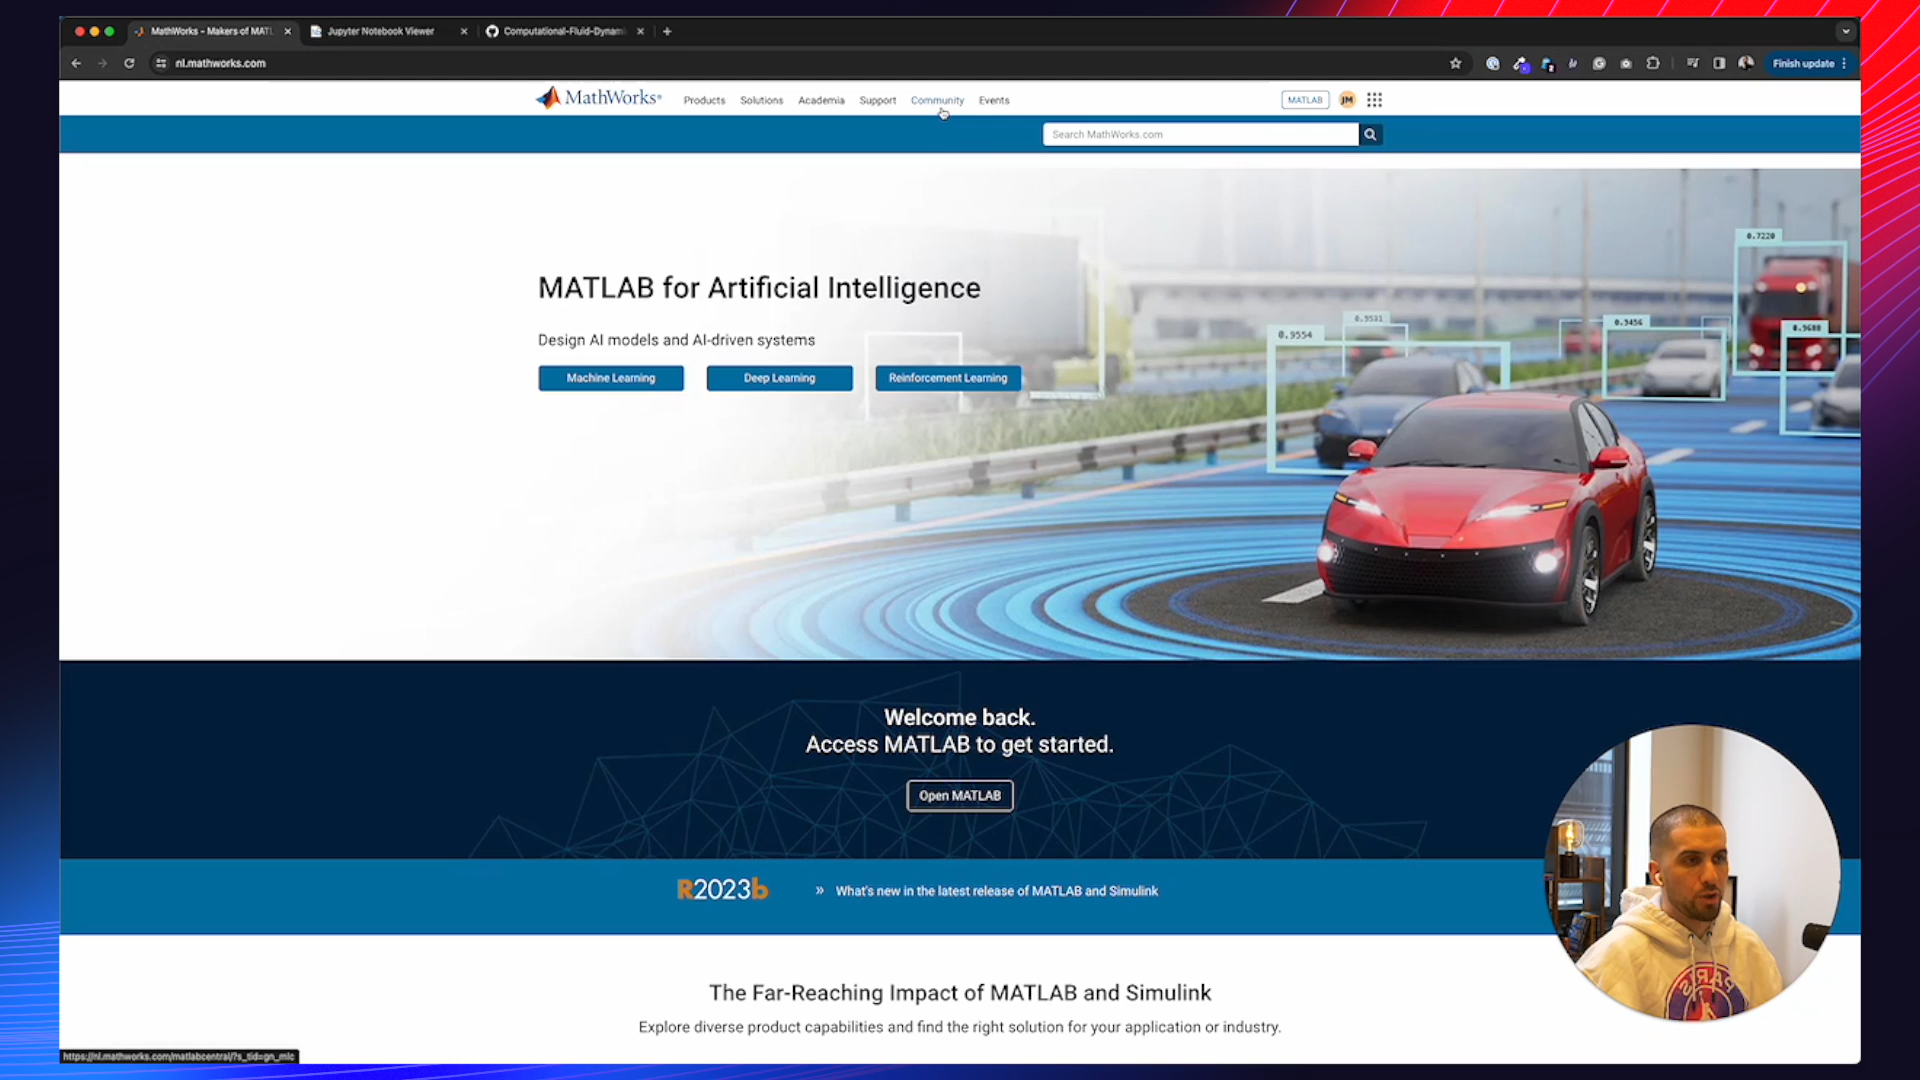 MathWorks - Makers of MATL
Jupyter Notebook Viewer
Computational-Fluid-Dynam
nl.mathworks.com
Finish update
MathWorks®
Products
Solutions
Academia
Support
Community
Events
MATLAB
JM
Search MathWorks.com
0.7220
0.9531
0.9554
0.9456
0.9688
MATLAB for Artificial Intelligence
Design AI models and AI-driven systems
Machine Learning
Deep Learning
Reinforcement Learning
Welcome back.
Access MATLAB to get started.
Open MATLAB
R2023b
» What's new in the latest release of MATLAB and Simulink
PARIS
The Far-Reaching Impact of MATLAB and Simulink
Explore diverse product capabilities and find the right solution for your application or industry.
https://nl.mathworks.com/matlabcentral/?s_tid=gn_mlc